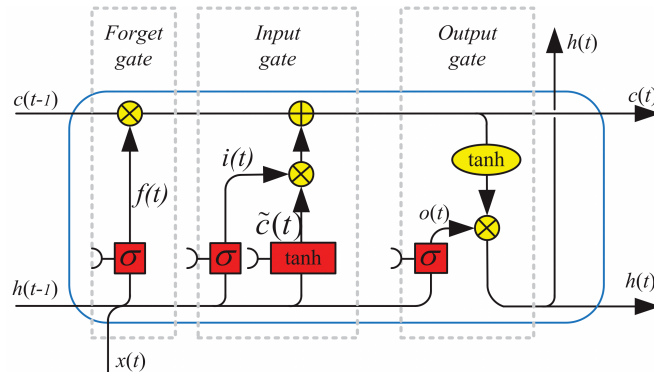 Forget
gate
Input
gate
Output
gate
h(t)
c(t-1)
c(t)
tanh
i(t)
f(t)
c̃(t)
o(t)
σ
σ
tanh
σ
h(t-1)
h(t)
x(t)